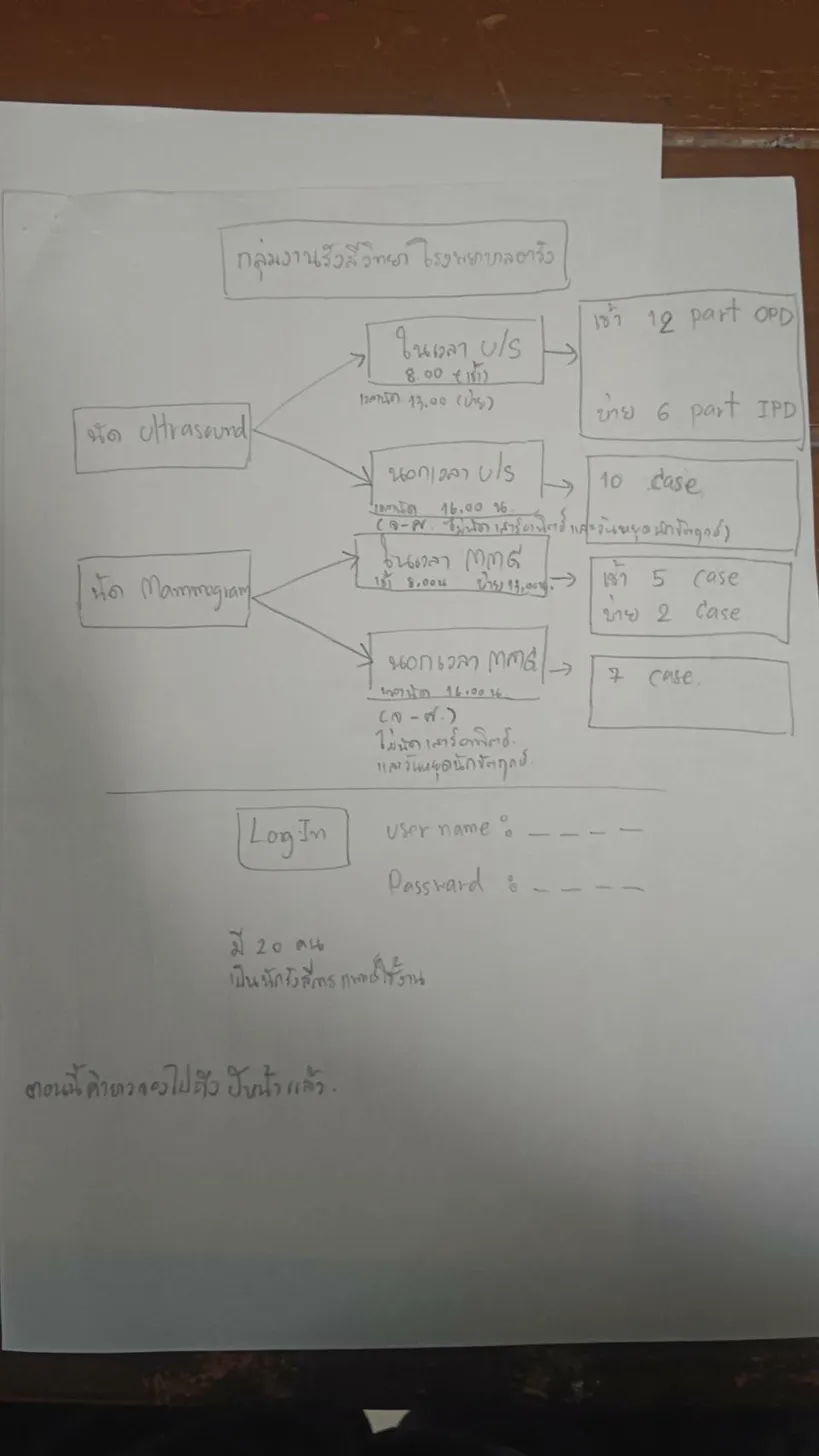 กลุ่มงานรังสีวิทยา โรงพยาบาลตรัง
ในเวลา U/S
8.00 (เช้า)
เวลานัด 13.00 (บ่าย)
เช้า 12 part OPD
บ่าย 6 part IPD
นัด Ultrasound
นอกเวลา U/S
เวลานัด 16.00 น.
(จ-ศ. ไม่นัดเสาร์อาทิตย์ และวันหยุดนักขัตฤกษ์)
10 case
นัด Mammogram
ในเวลา MMG
เช้า 8.00น บ่าย 13.00น.
เช้า 5 case
บ่าย 2 case
นอกเวลา MMG
เวลานัด 16.00 น
(จ-ศ.)
ไม่นัดเสาร์อาทิตย์.
และวันหยุดนักขัตฤกษ์.
7 case.
LogIn
user name : _ _ _ _
Password : _ _ _ _
มี 20 คน
เป็นนักรังสีการแพทย์ใช้งาน
ตอนนี้คิวยาวจองไปถึง ปีหน้าแล้ว.